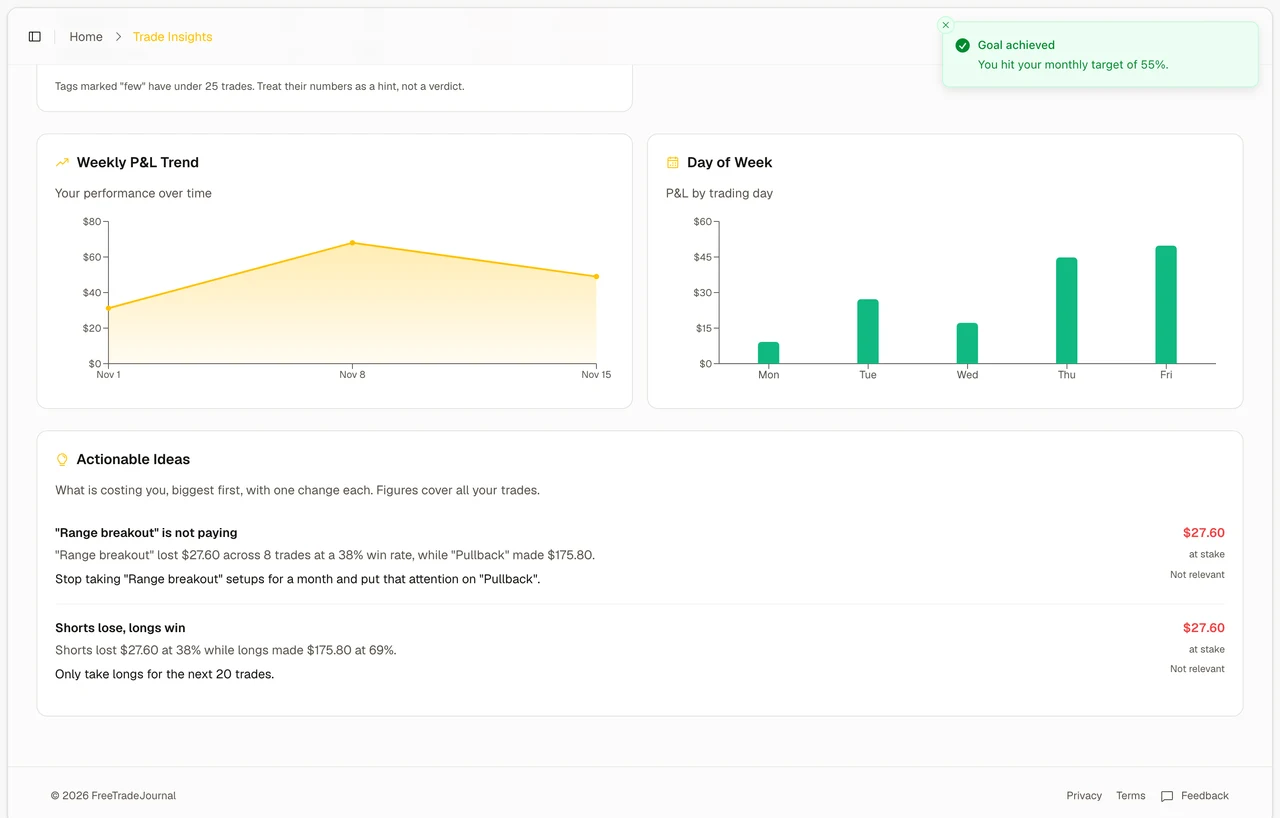 Home
Trade Insights
Goal achieved
You hit your monthly target of 55%.
Tags marked "few" have under 25 trades. Treat their numbers as a hint, not a verdict.
Weekly P&L Trend
Your performance over time
$80
$60
$40
$20
$0
Nov 1
Nov 8
Nov 15
Day of Week
P&L by trading day
$60
$45
$30
$15
$0
Mon
Tue
Wed
Thu
Fri
Actionable Ideas
What is costing you, biggest first, with one change each. Figures cover all your trades.
"Range breakout" is not paying
$27.60
"Range breakout" lost $27.60 across 8 trades at a 38% win rate, while "Pullback" made $175.80.
at stake
Stop taking "Range breakout" setups for a month and put that attention on "Pullback".
Not relevant
Shorts lose, longs win
$27.60
Shorts lost $27.60 at 38% while longs made $175.80 at 69%.
at stake
Only take longs for the next 20 trades.
Not relevant
© 2026 FreeTradeJournal
Privacy
Terms
Feedback